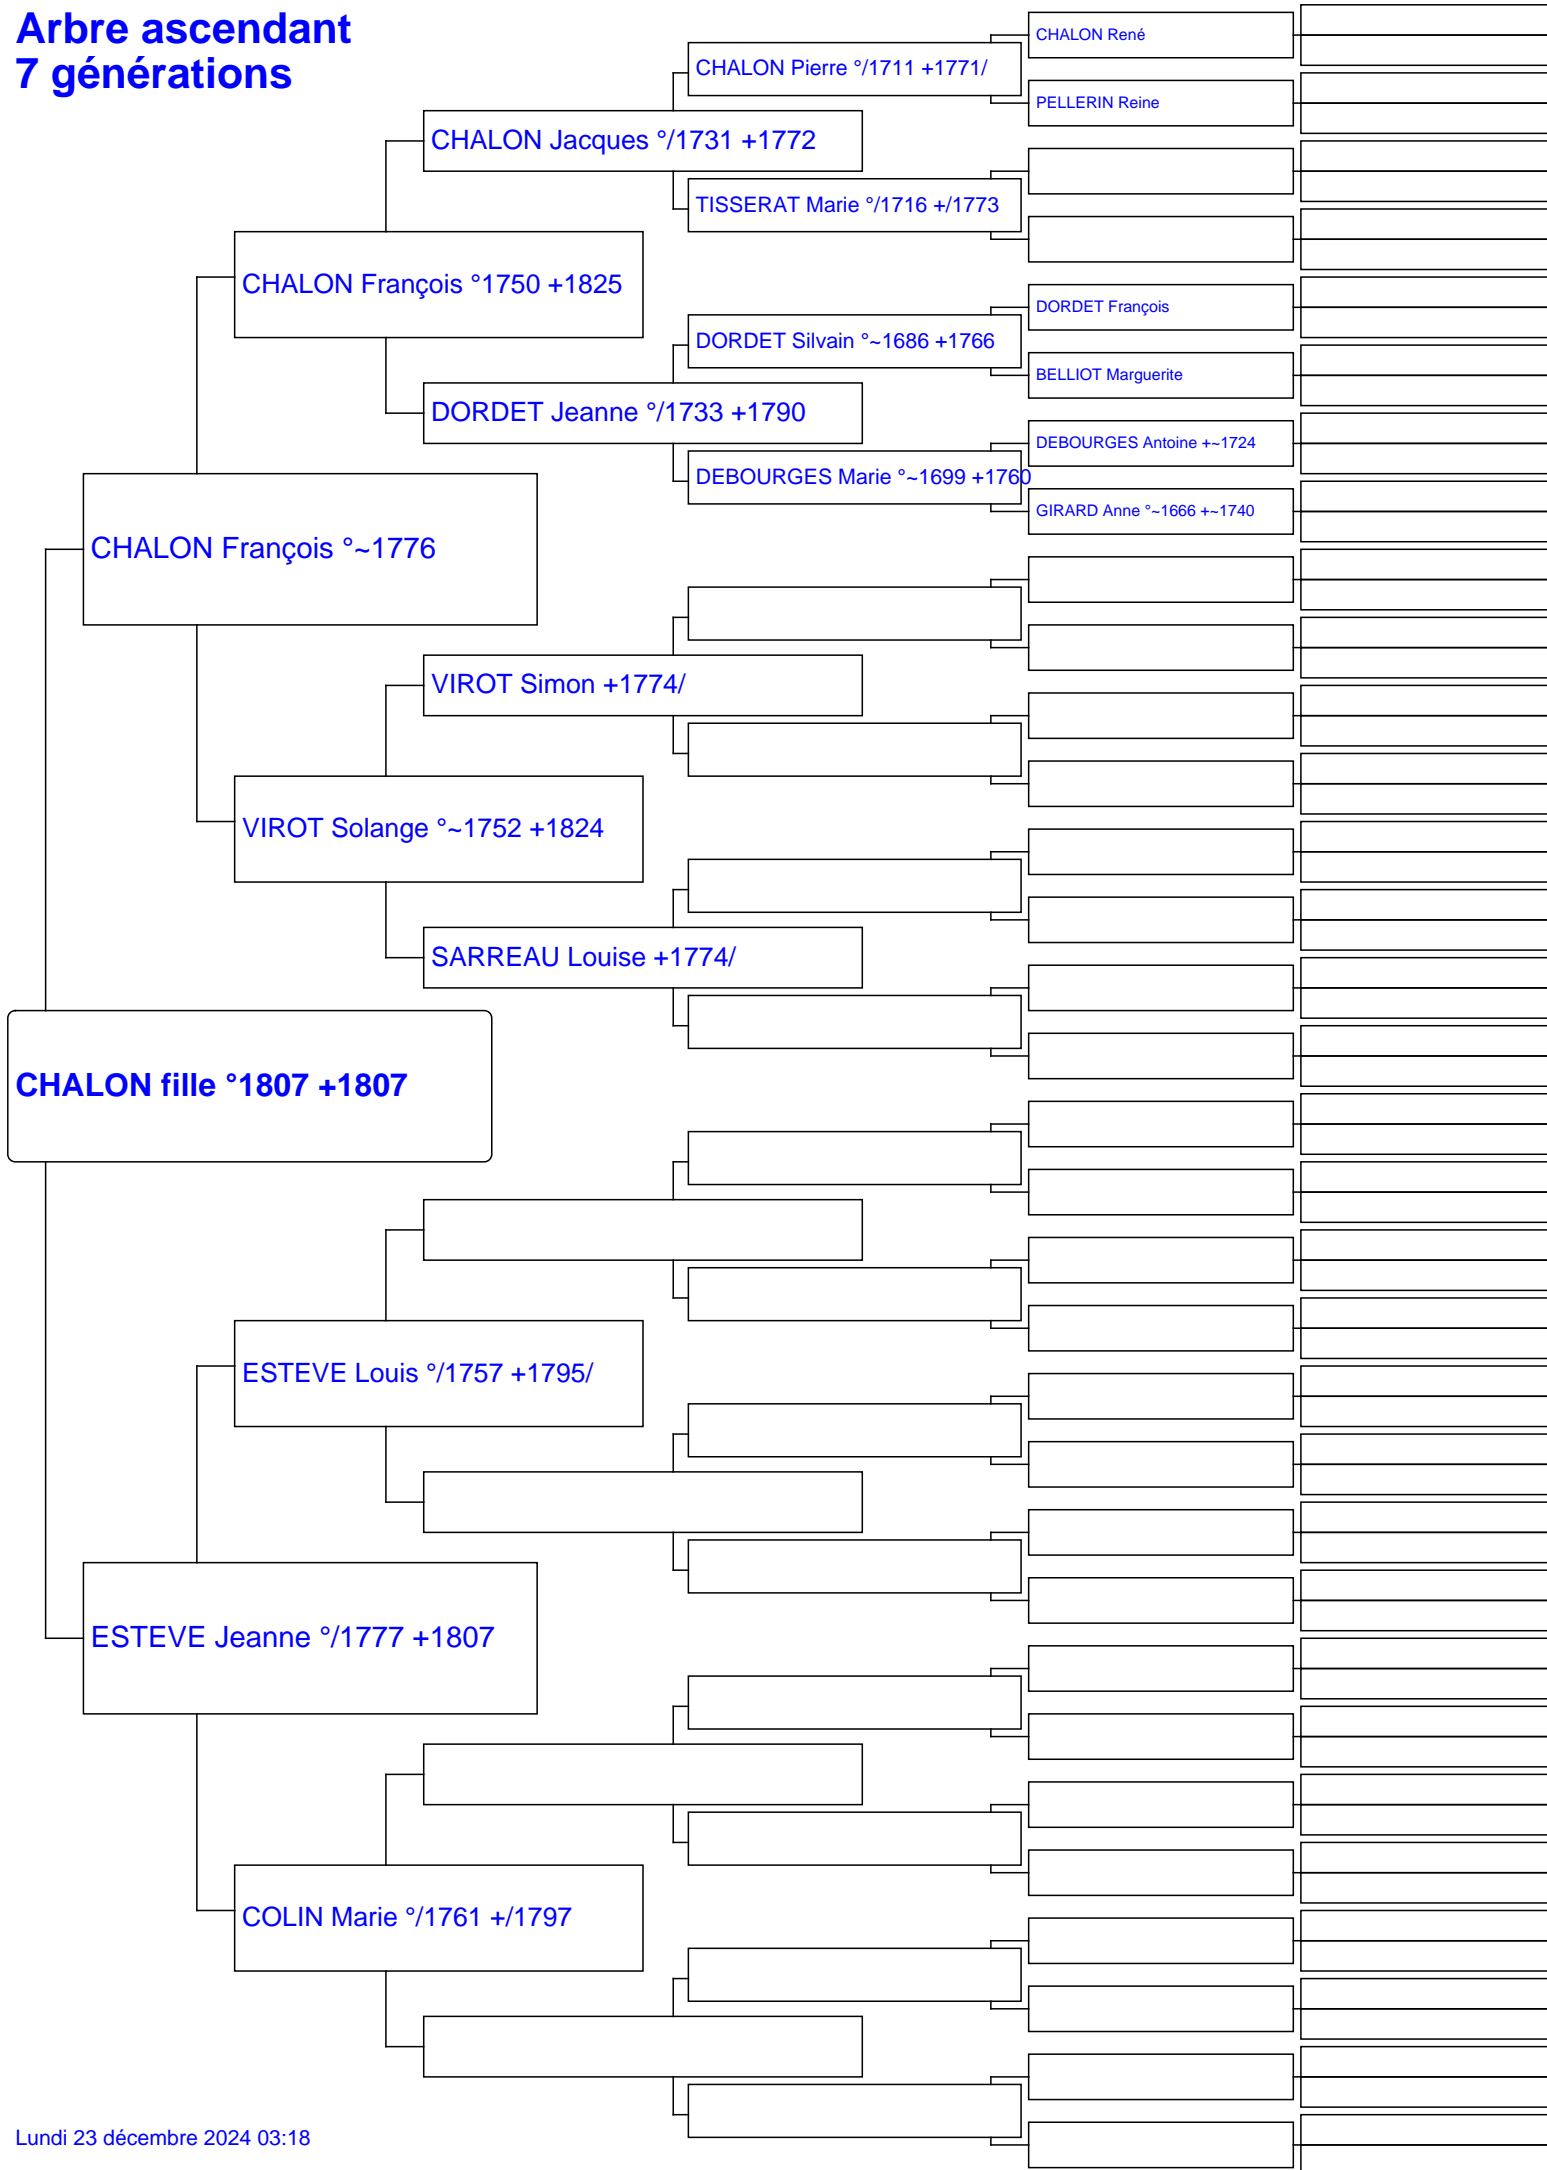 Arbre ascendant
7 générations
CHALON René
CHALON Pierre °/1711 +1771/
PELLERIN Reine
CHALON Jacques °/1731 +1772
TISSERAT Marie °/1716 +/1773
CHALON François °1750 +1825
DORDET François
DORDET Silvain °~1686 +1766
BELLIOT Marguerite
DORDET Jeanne °/1733 +1790
DEBOURGES Antoine +~1724
DEBOURGES Marie °~1699 +1760
GIRARD Anne °~1666 +~1740
CHALON François °~1776
VIROT Simon +1774/
VIROT Solange °~1752 +1824
SARREAU Louise +1774/
CHALON fille °1807 +1807
ESTEVE Louis °/1757 +1795/
ESTEVE Jeanne °/1777 +1807
COLIN Marie °/1761 +/1797
Lundi 23 décembre 2024 03:18